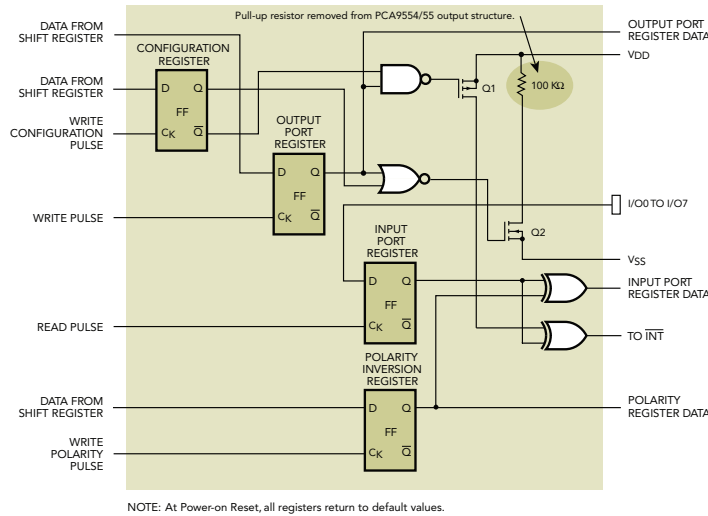 Pull-up resistor removed from PCA9554/55 output structure.
DATA FROM
SHIFT REGISTER
CONFIGURATION
REGISTER
DATA FROM
SHIFT REGISTER
D
Q
FF
CK
Q
WRITE
CONFIGURATION
PULSE
OUTPUT
PORT
REGISTER
D
Q
FF
CK
Q
WRITE PULSE
Q1
100 KΩ
Q2
OUTPUT PORT
REGISTER DATA
VDD
I/O0 TO I/O7
VSS
INPUT
PORT
REGISTER
D
Q
FF
CK
Q
READ PULSE
INPUT PORT
REGISTER DATA
TO INT
POLARITY
INVERSION
REGISTER
DATA FROM
SHIFT REGISTER
D
Q
FF
CK
Q
WRITE
POLARITY
PULSE
POLARITY
REGISTER DATA
NOTE: At Power-on Reset, all registers return to default values.